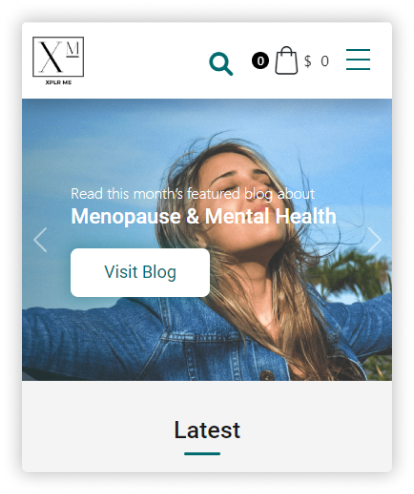 XM
XPLR ME
0
$ 0
Read this month's featured blog about
Menopause & Mental Health
Visit Blog
Latest